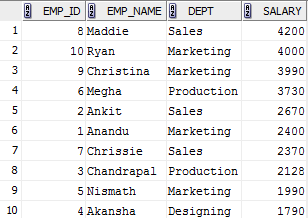 EMP_ID EMP_NAME DEPT SALARY
1 8 Maddie Sales 4200
2 10 Ryan Marketing 4000
3 9 Christina Marketing 3990
4 6 Megha Production 3730
5 2 Ankit Sales 2670
6 1 Anandu Marketing 2400
7 7 Chrissie Sales 2370
8 3 Chandrapal Production 2128
9 5 Nismath Marketing 1990
10 4 Akansha Designing 1790